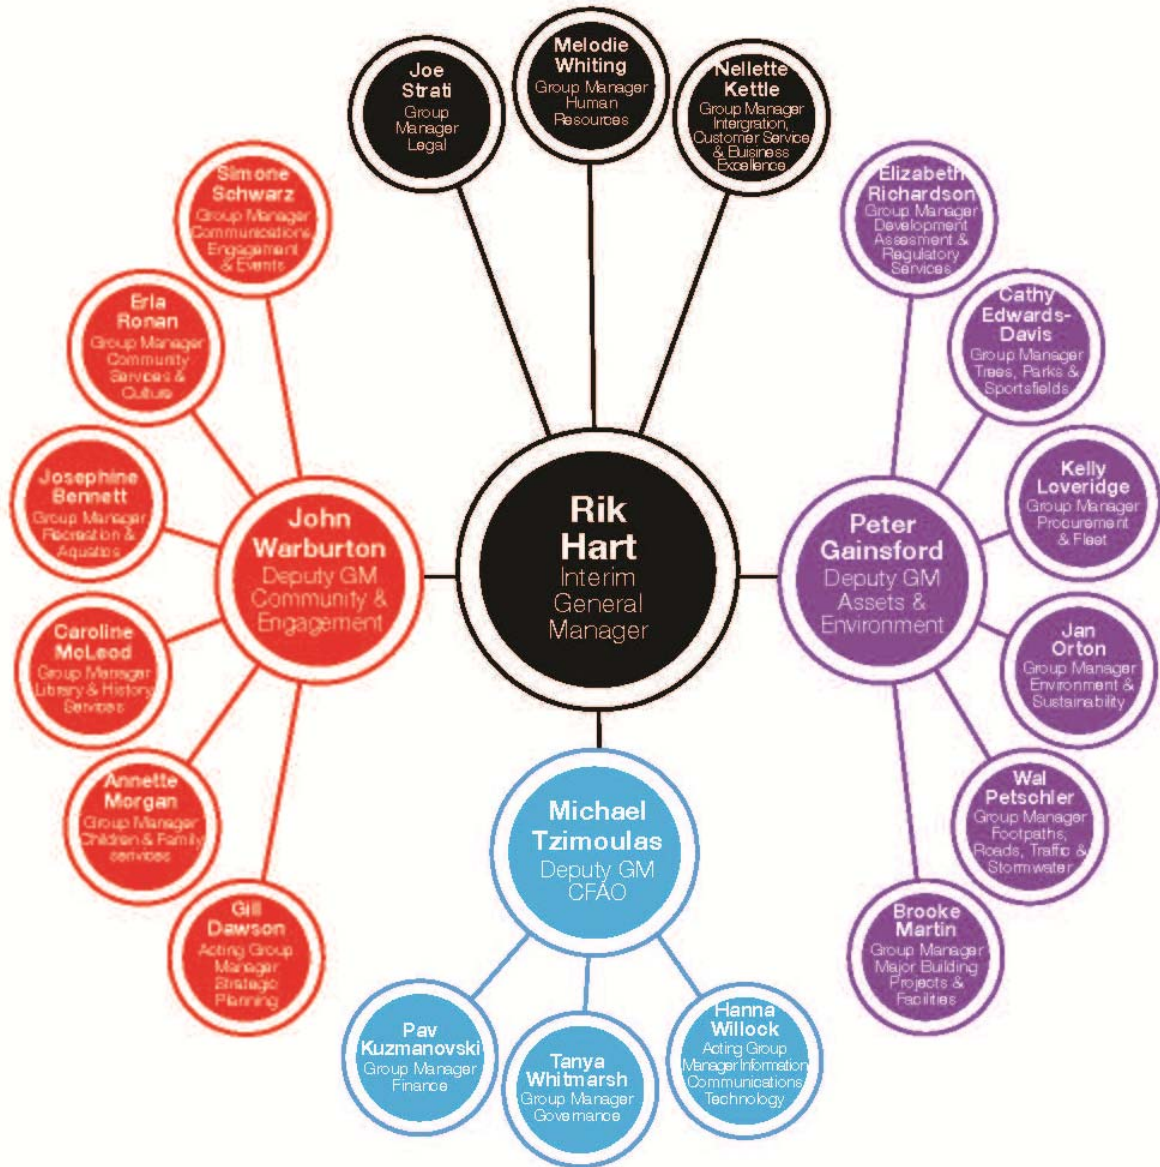 Joe
Strati
Group
Manager
Legal
Melodie
Whiting
Group Manager
Human
Resources
Nellette
Kettle
Group Manager
Intergration,
Customer Service
& Buisiness
Excellence
Simone
Schwarz
Group Manager
Communications,
Engagement
& Events
Erla
Ronan
Group Manager
Community
Services &
Culture
Josephine
Bennett
Group Manager
Recreation &
Aquatics
Caroline
McLeod
Group Manager
Library & History
Services
Annette
Morgan
Group Manager
Children & Family
services
Gill
Dawson
Acting Group
Manager
Strategic
Planning
John
Warburton
Deputy GM
Community &
Engagement
Rik
Hart
Interim
General
Manager
Peter
Gainsford
Deputy GM
Assets &
Environment
Elizabeth
Richardson
Group Manager
Development
Assesment &
Regulatory
Services
Cathy
Edwards-
Davis
Group Manager
Trees, Parks &
Sportsfields
Kelly
Loveridge
Group Manager
Procurement
& Fleet
Jan
Orton
Group Manager
Environment &
Sustainability
Wal
Petschler
Group Manager
Footpaths,
Roads, Traffic &
Stormwater
Brooke
Martin
Group Manager
Major Building
Projects &
Facilities
Michael
Tzimoulas
Deputy GM
CFAO
Pav
Kuzmanovski
Group Manager
Finance
Tanya
Whitmarsh
Group Manager
Governance
Hanna
Willock
Acting Group
Manager Information
Communications
Technology